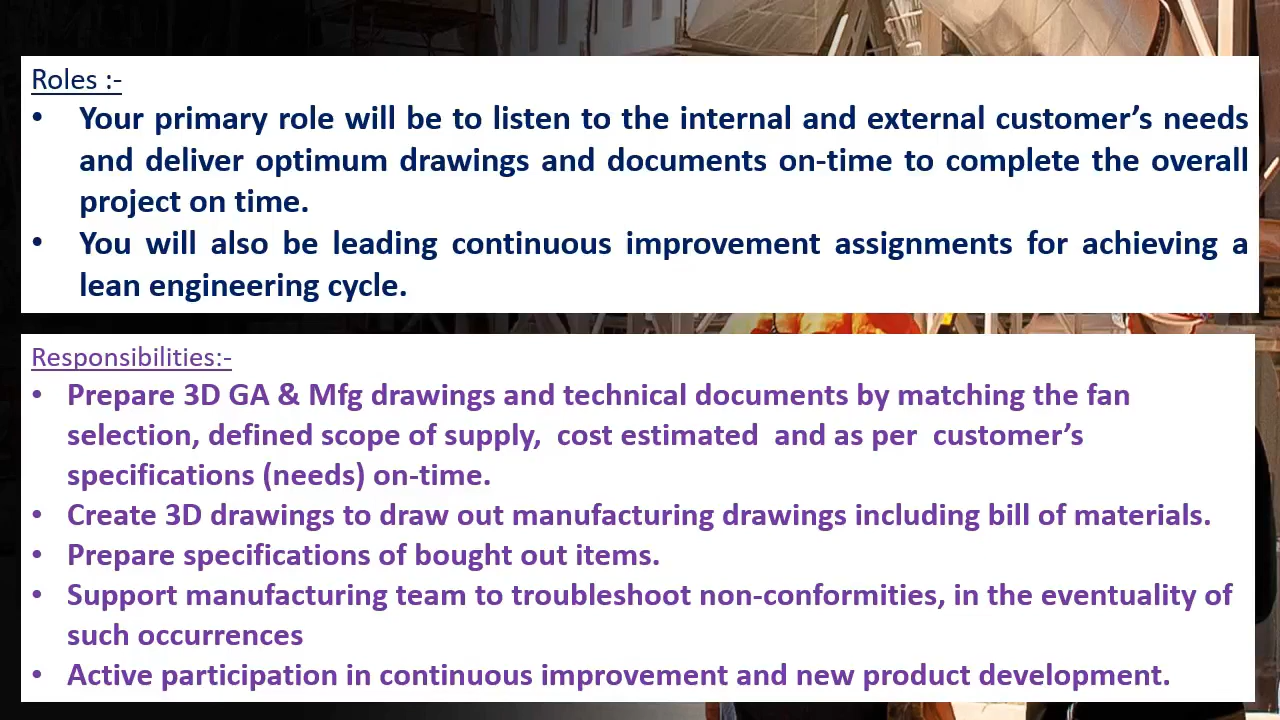 Roles :-
• Your primary role will be to listen to the internal and external customer’s needs
and deliver optimum drawings and documents on-time to complete the overall
project on time.
• You will also be leading continuous improvement assignments for achieving a
lean engineering cycle.
Responsibilities:-
• Prepare 3D GA & Mfg drawings and technical documents by matching the fan
selection, defined scope of supply,  cost estimated  and as per  customer’s
specifications (needs) on-time.
• Create 3D drawings to draw out manufacturing drawings including bill of materials.
• Prepare specifications of bought out items.
• Support manufacturing team to troubleshoot non-conformities, in the eventuality of
such occurrences
• Active participation in continuous improvement and new product development.